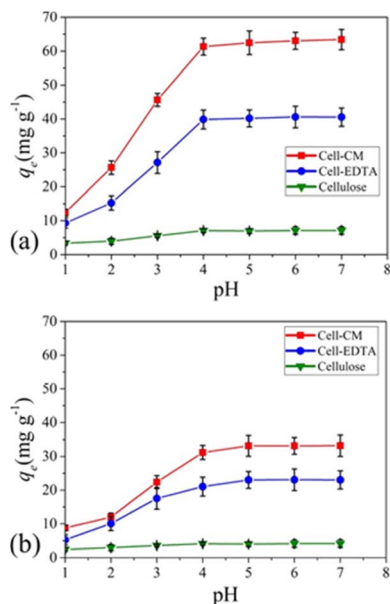 70
60
50
40
30
20
10
0
qe(mg g-1)
Cell-CM
Cell-EDTA
Cellulose
(a)
1 2 3 4 5 6 7 8
pH
70
60
50
40
30
20
10
0
qe(mg g-1)
Cell-CM
Cell-EDTA
Cellulose
(b)
1 2 3 4 5 6 7 8
pH